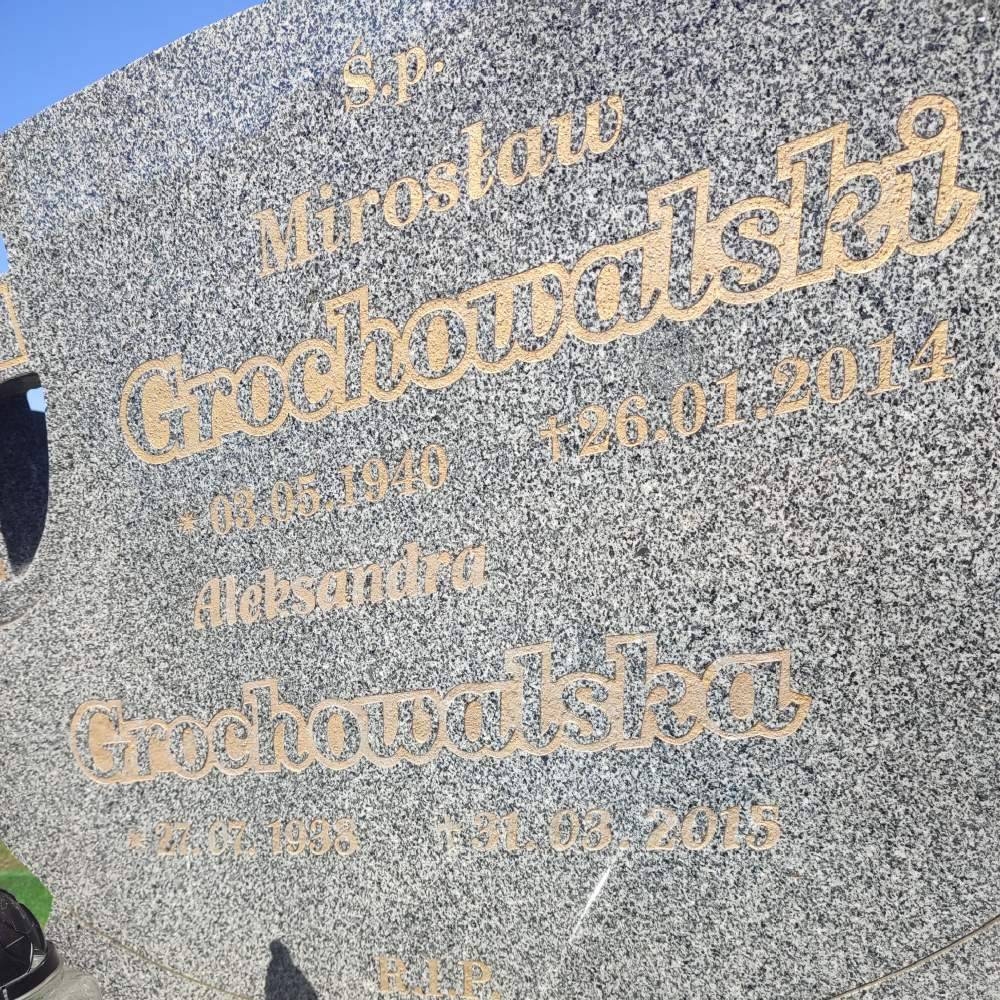 Ś.p.
Mirosław
Grochowalski
* 03.05.1940 † 26.01.2014
Aleksandra
Grochowalska
* 27.07.1938 † 31.03.2015
R.I.P.